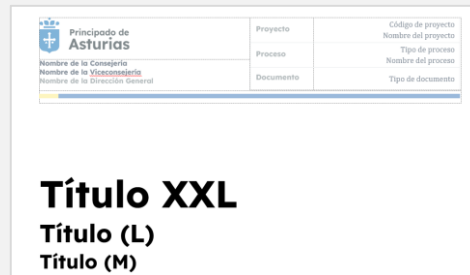 Principado de
Asturias
Nombre de la Consejería
Nombre de la Viceconsejería
Nombre de la Dirección General
Proyecto
Código de proyecto
Nombre del proyecto
Proceso
Tipo de proceso
Nombre del proceso
Documento
Tipo de documento
Título XXL
Título (L)
Título (M)